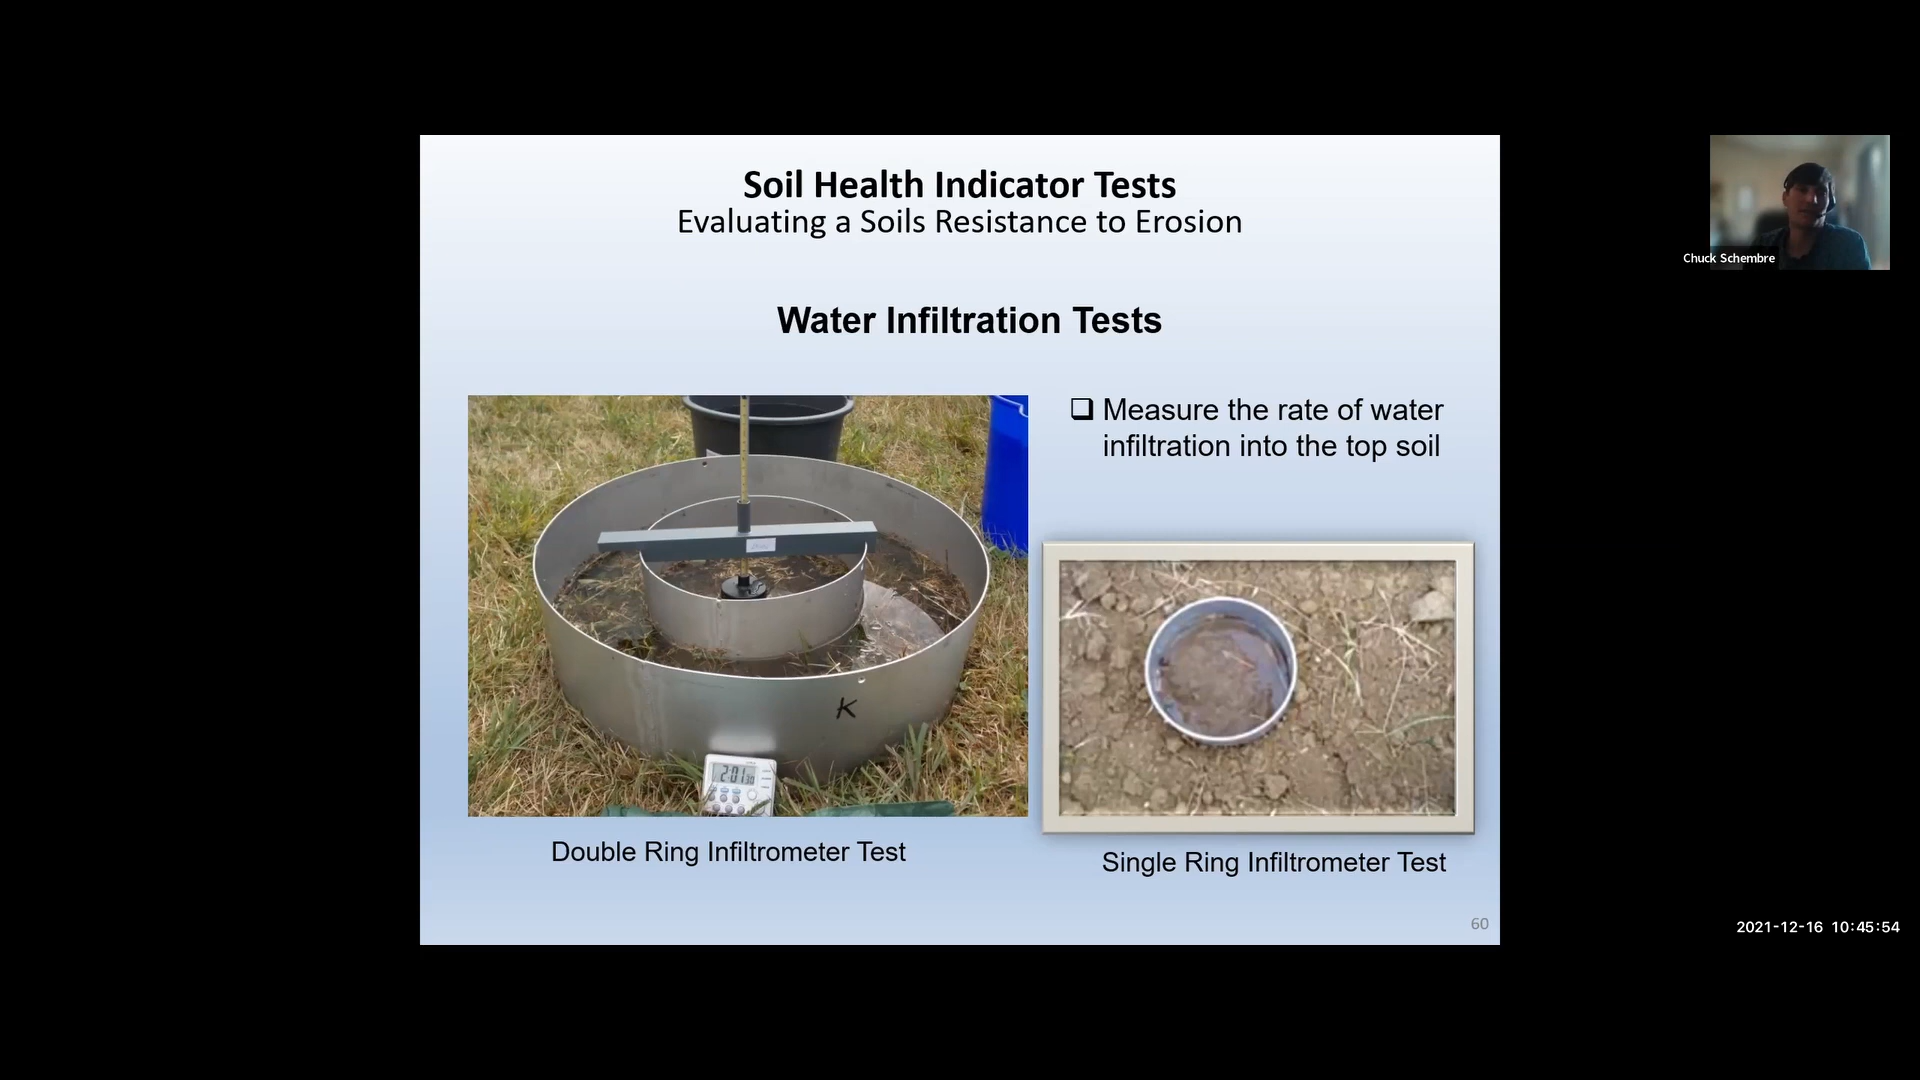 Soil Health Indicator Tests
Evaluating a Soils Resistance to Erosion
Water Infiltration Tests
Measure the rate of water
infiltration into the top soil
K
2:01
Double Ring Infiltrometer Test
Single Ring Infiltrometer Test
60
Chuck Schembre
2021-12-16 10:45:54